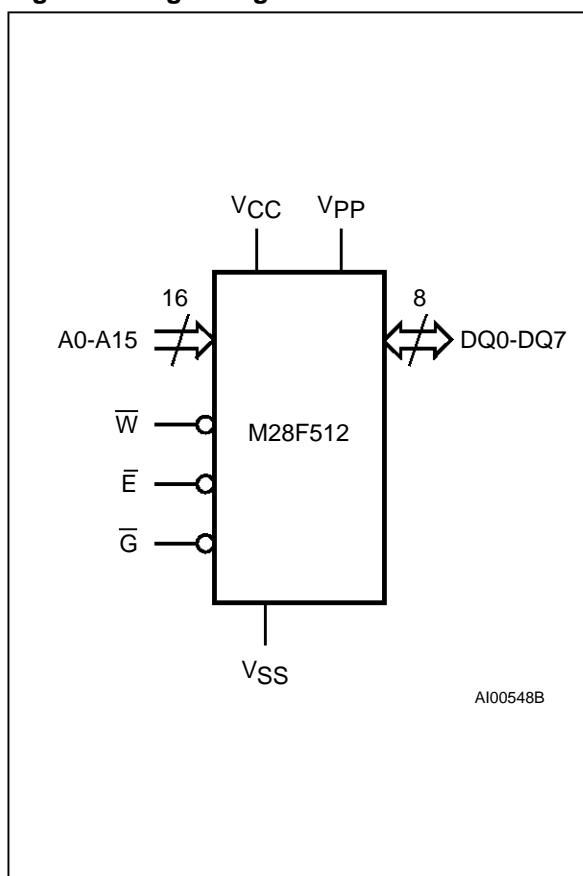 VCC VPP
16 8
A0-A15 DQ0-DQ7
W̅
M28F512
E̅
G̅
VSS
AI00548B